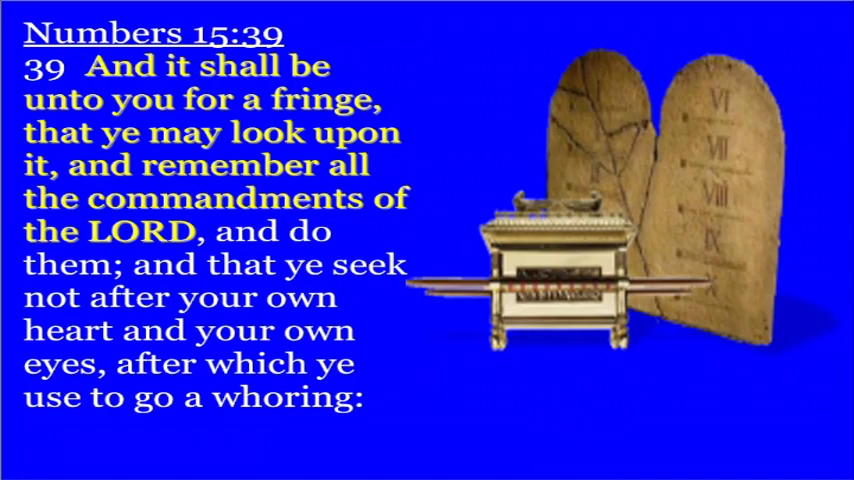 Numbers 15:39
39 And it shall be
unto you for a fringe,
that ye may look upon
it, and remember all
the commandments of
the LORD, and do
them; and that ye seek
not after your own
heart and your own
eyes, after which ye
use to go a whoring:
VI
VII
VIII
IX
X